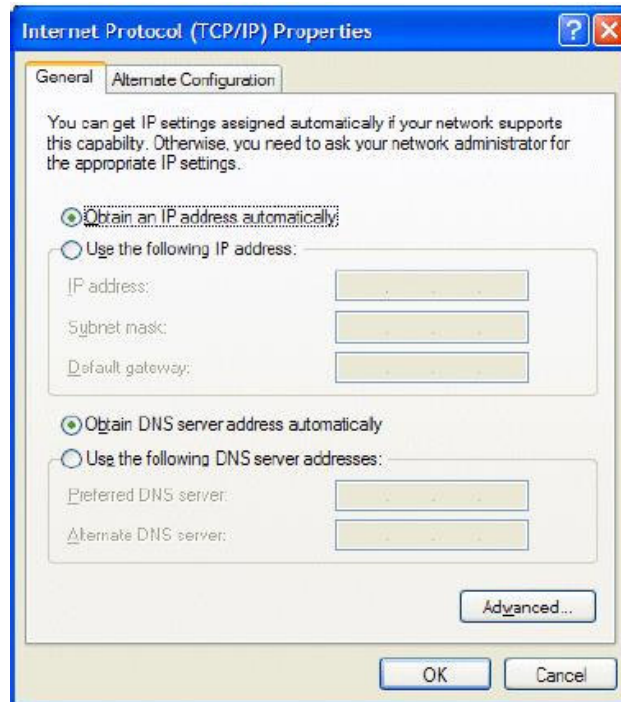 Internet Protocol (TCP/IP) Properties
General
Alternate Configuration
You can get IP settings assigned automatically if your network supports
this capability. Otherwise, you need to ask your network administrator for
the appropriate IP settings.
Obtain an IP address automatically
Use the following IP address:
IP address:
Subnet mask:
Default gateway:
Obtain DNS server address automatically
Use the following DNS server addresses:
Preferred DNS server:
Alternate DNS server:
Advanced...
OK
Cancel